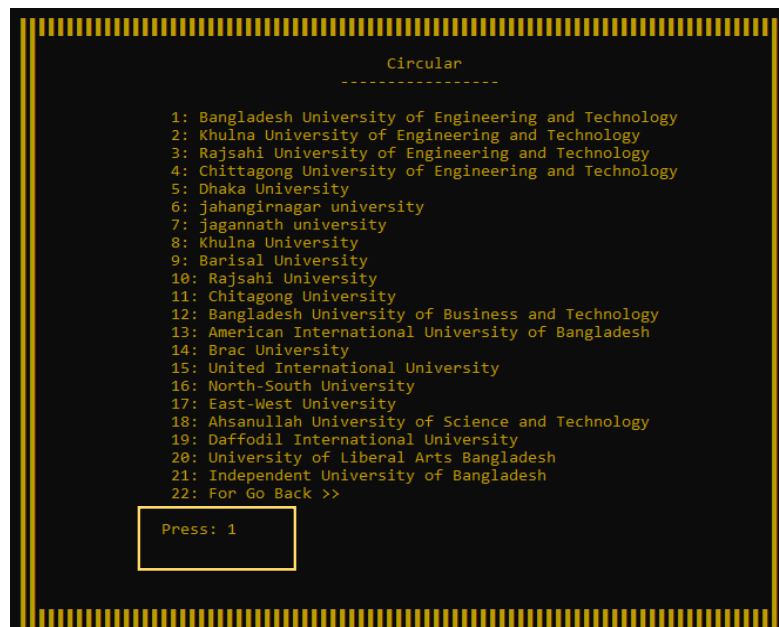 Circular
-----------------
1: Bangladesh University of Engineering and Technology
2: Khulna University of Engineering and Technology
3: Rajsahi University of Engineering and Technology
4: Chittagong University of Engineering and Technology
5: Dhaka University
6: jahangirnagar university
7: jagannath university
8: Khulna University
9: Barisal University
10: Rajsahi University
11: Chitagong University
12: Bangladesh University of Business and Technology
13: American International University of Bangladesh
14: Brac University
15: United International University
16: North-South University
17: East-West University
18: Ahsanullah University of Science and Technology
19: Daffodil International University
20: University of Liberal Arts Bangladesh
21: Independent University of Bangladesh
22: For Go Back >>
Press: 1